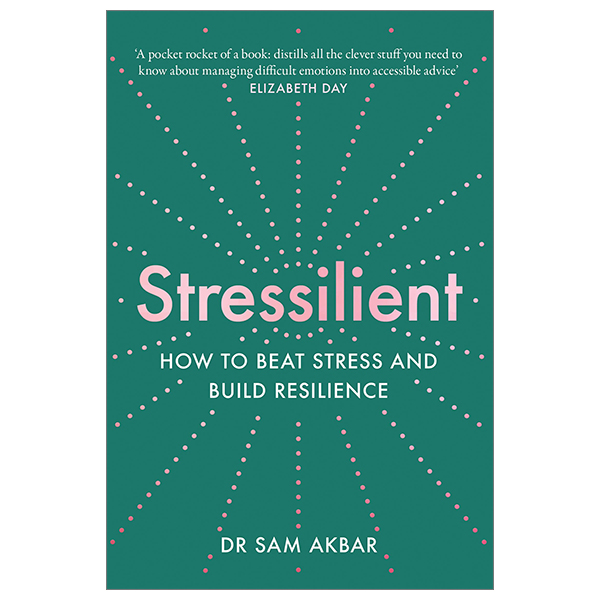 ‘A pocket rocket of a book: distills all the clever stuff you need to
know about managing difficult emotions into accessible advice’
ELIZABETH DAY
Stressilient
HOW TO BEAT STRESS AND
BUILD RESILIENCE
DR SAM AKBAR